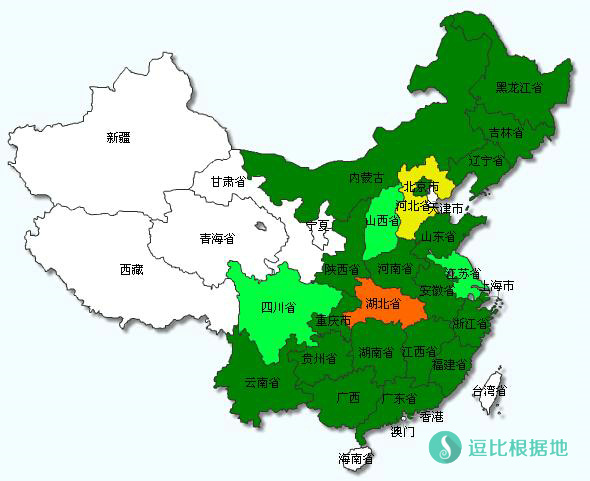 黑龙江省
吉林省
辽宁省
新疆
内蒙古
甘肃省
北京市
河北省
天津市
宁夏
山西省
青海省
山东省
西藏
陕西省
河南省
江苏省
上海市
安徽省
四川省
湖北省
重庆市
浙江省
湖南省
江西省
贵州省
福建省
云南省
台湾省
广西
广东省
香港
澳门
海南省
逗比根据地